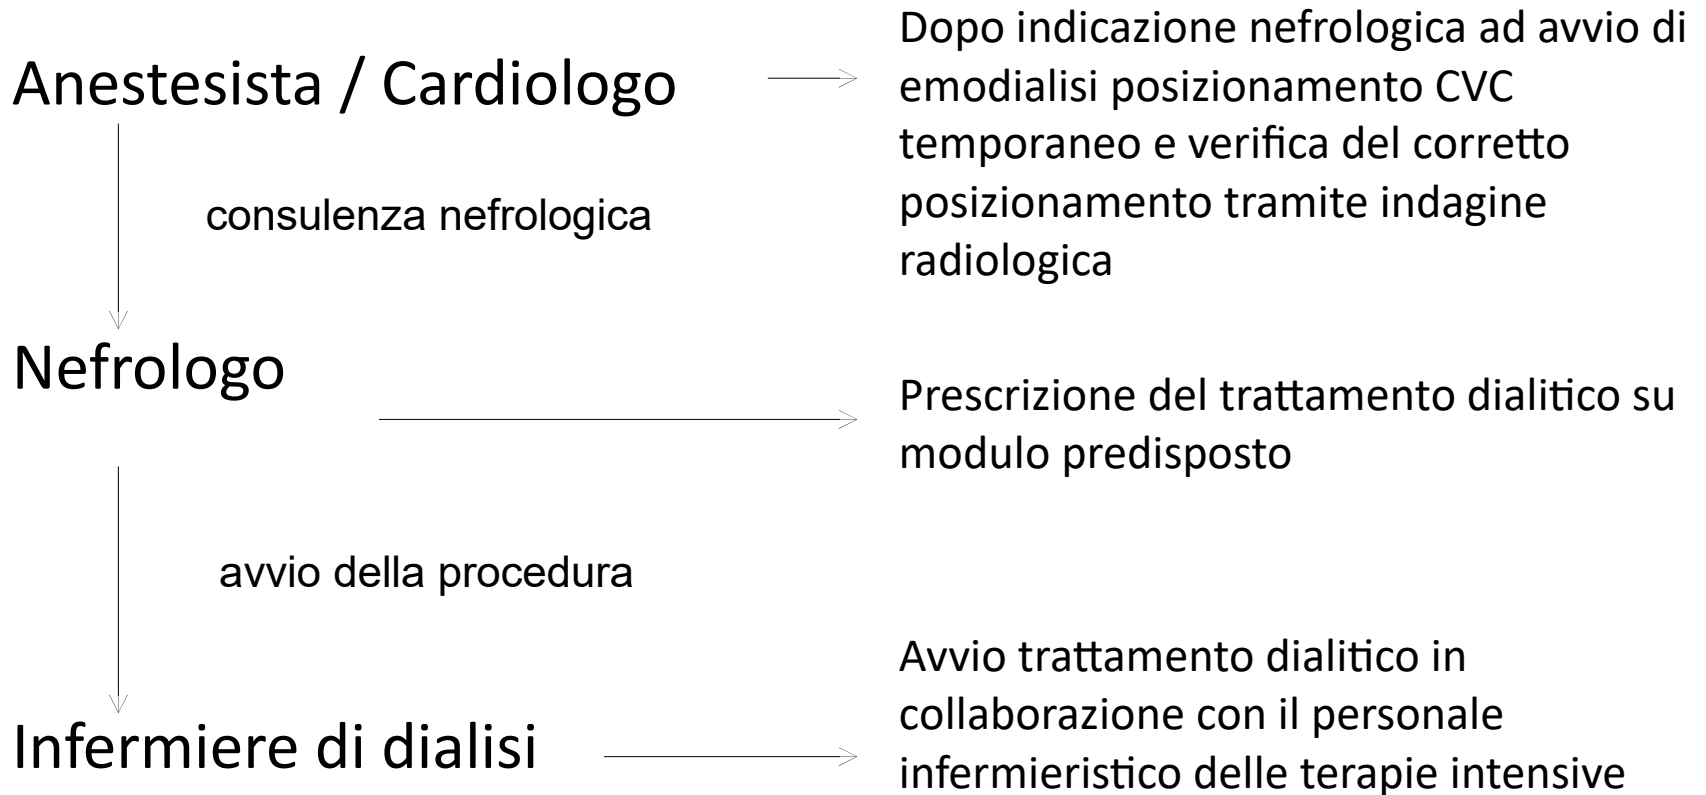 Anestesista / Cardiologo
Dopo indicazione nefrologica ad avvio di
emodialisi posizionamento CVC
temporaneo e verifica del corretto
posizionamento tramite indagine
radiologica
consulenza nefrologica
Nefrologo
Prescrizione del trattamento dialitico su
modulo predisposto
avvio della procedura
Infermiere di dialisi
Avvio trattamento dialitico in
collaborazione con il personale
infermieristico delle terapie intensive